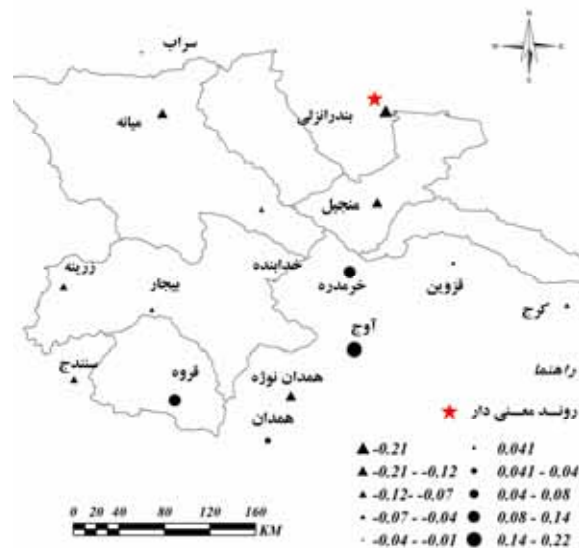 سراب
میانه
بندرانزلی
منجیل
خدابنده
زرینه
بیجار
خرمدره
قزوین
کرج
آوج
سنندج
قروه
همدان نوژه
همدان
راهنما
روند معنی دار
-0.21
0.041
-0.21 - -0.12
0.041 - 0.04
-0.12- -0.07
0.04 - 0.08
-0.07 - -0.04
0.08 - 0.14
-0.04 - -0.01
0.14 - 0.22
0 20 40 80 120 160
KM